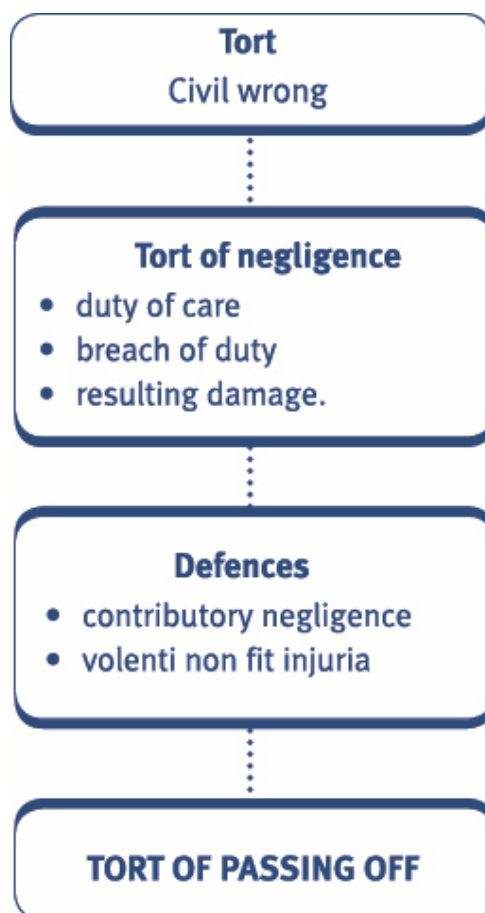 Tort
Civil wrong
Tort of negligence
• duty of care
• breach of duty
• resulting damage.
Defences
• contributory negligence
• volenti non fit injuria
TORT OF PASSING OFF